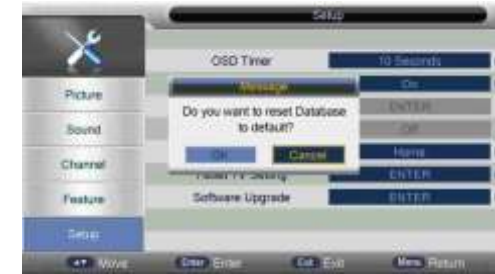 Setup
OSD Timer
10 Seconds
On
Picture
Message
Do you want to reset Database
to default?
ENTER
Sound
Off
OK
Cancel
Home
Channel
Setting
ENTER
Feature
Software Upgrade
ENTER
Setup
Move
Enter Enter
Exit Exit
Menu Return